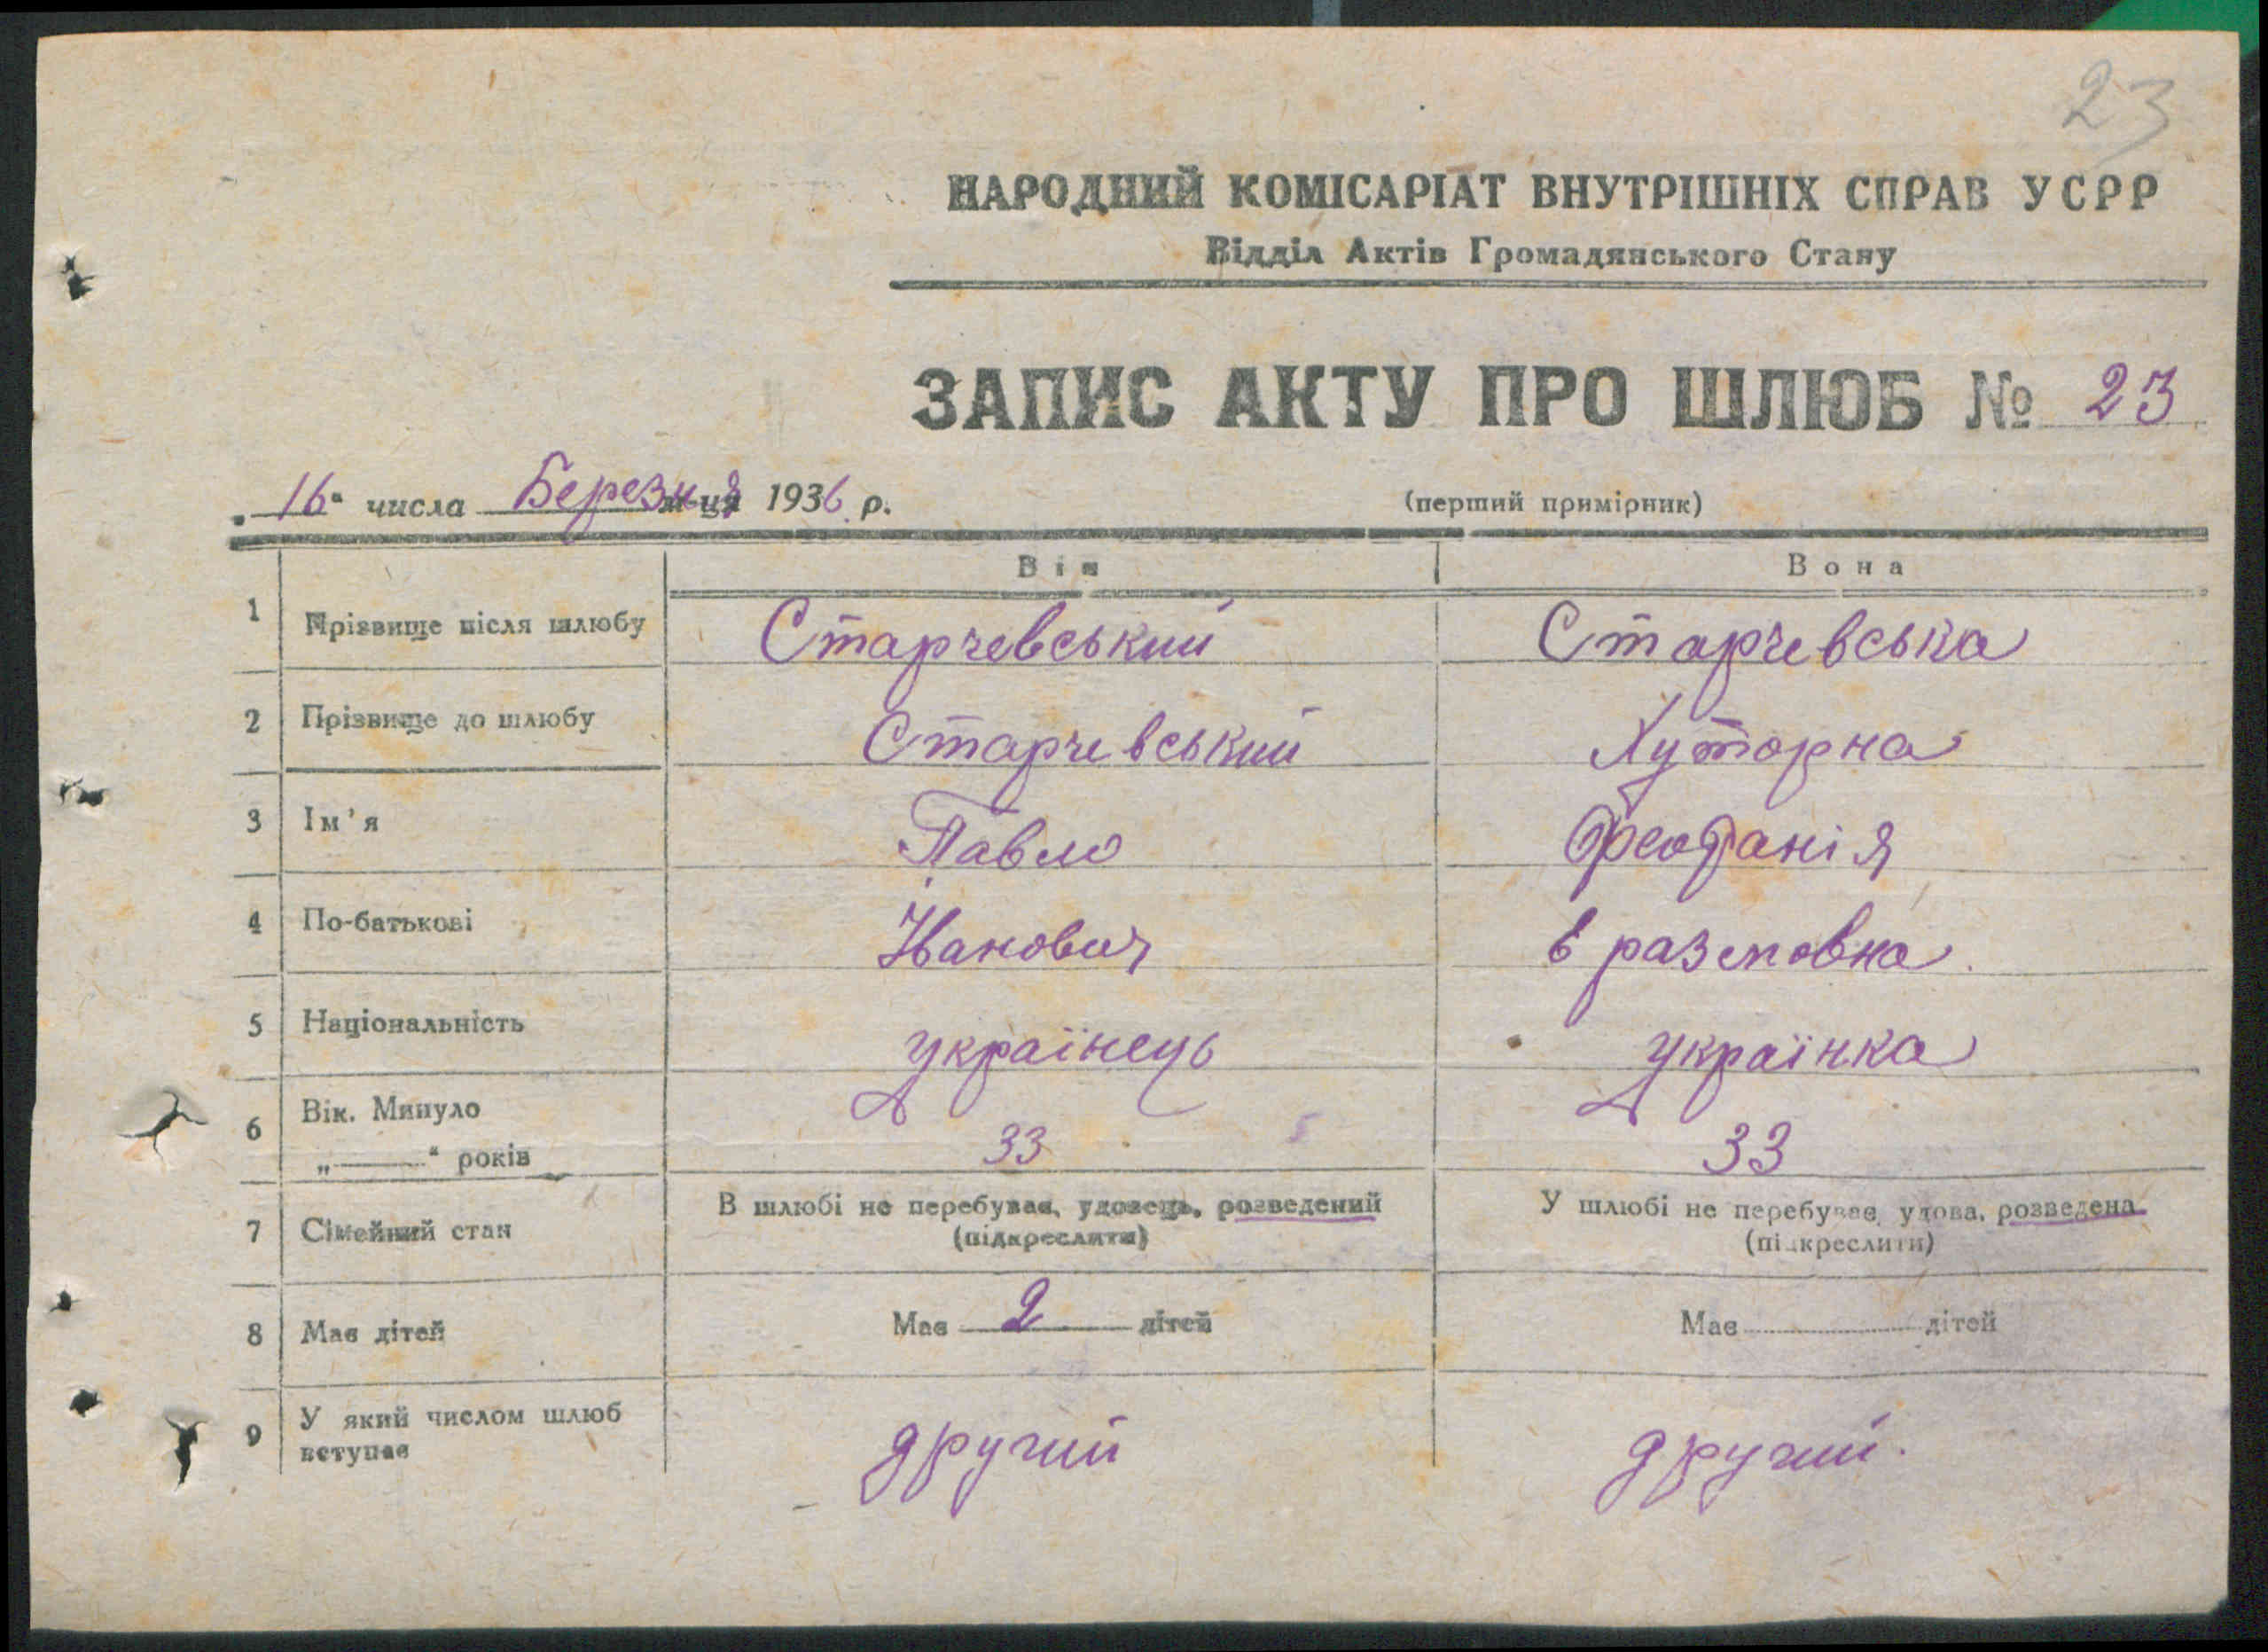 23
НАРОДНИЙ КОМІСАРІАТ ВНУТРІШНІХ СПРАВ УСРР
Відділ Актів Громадянського Стану
ЗАПИС АКТУ ПРО ШЛЮБ № 23
„16“ числа Березня м-ця 1936 р. (перший примірник)
Він Вона
1 Прізвище після шлюбу Старчевський Старчевська
2 Прізвище до шлюбу Старчевський Хуторна
3 Ім'я Павло Феофанія
4 По-батькові Іванович Єразмовна
5 Національність українець українка
6 Вік. Минуло
„—“ років 33 33
7 Сімейний стан В шлюбі не перебував, удовець, розведений У шлюбі не перебуває, удова, розведена
(підкреслити) (підкреслити)
8 Має дітей Має 2 дітей Має дітей
9 У який числом шлюб
вступає другий другий.